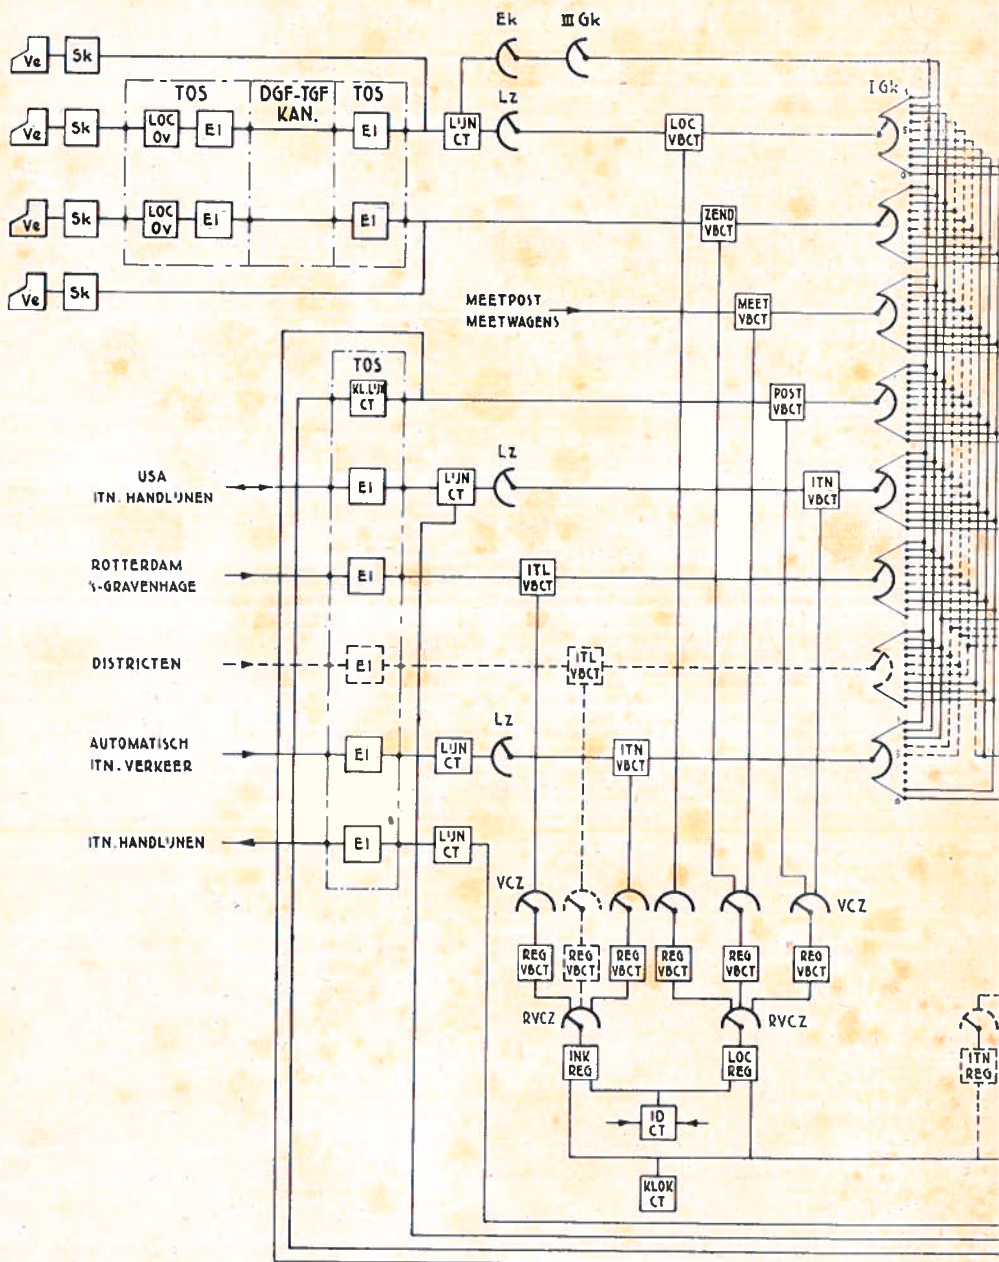 Ek III Gk
Ve Sk
TOS DGF-TGF TOS
KAN.
I Gk
Lz
Ve Sk LOC EI EI LIJN LOC
OV CT VBCT
Ve Sk LOC EI EI ZEND
OV VBCT
Ve Sk
MEETPOST MEET
MEETWAGENS VBCT
TOS
KL.LIJN POST
CT VBCT
Lz
USA EI LIJN ITN
ITN. HANDLIJNEN CT VBCT
ROTTERDAM EI ITL
'S-GRAVENHAGE VBCT
DISTRICTEN EI ITL
VBCT
Lz
AUTOMATISCH EI LIJN ITN
ITN. VERKEER CT VBCT
ITN. HANDLIJNEN EI LIJN
CT
VCZ VCZ
REG REG REG REG REG REG
VBCT VBCT VBCT VBCT VBCT VBCT
RVCZ RVCZ
INK LOC ITN
REG REG REG
ID
CT
KLOK
CT